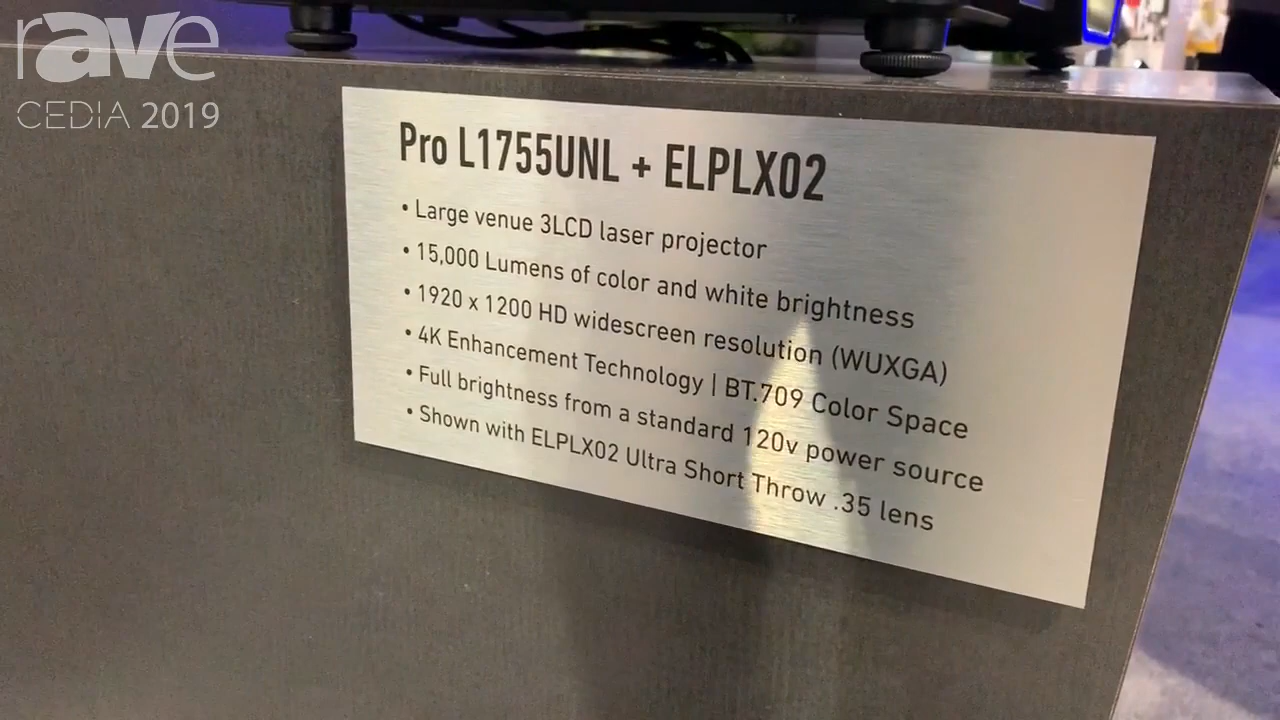 rAVe
CEDIA 2019
Pro L1755UNL + ELPLX02
• Large venue 3LCD laser projector
• 15,000 Lumens of color and white brightness
• 1920 x 1200 HD widescreen resolution (WUXGA)
• 4K Enhancement Technology | BT.709 Color Space
• Full brightness from a standard 120v power source
• Shown with ELPLX02 Ultra Short Throw .35 lens